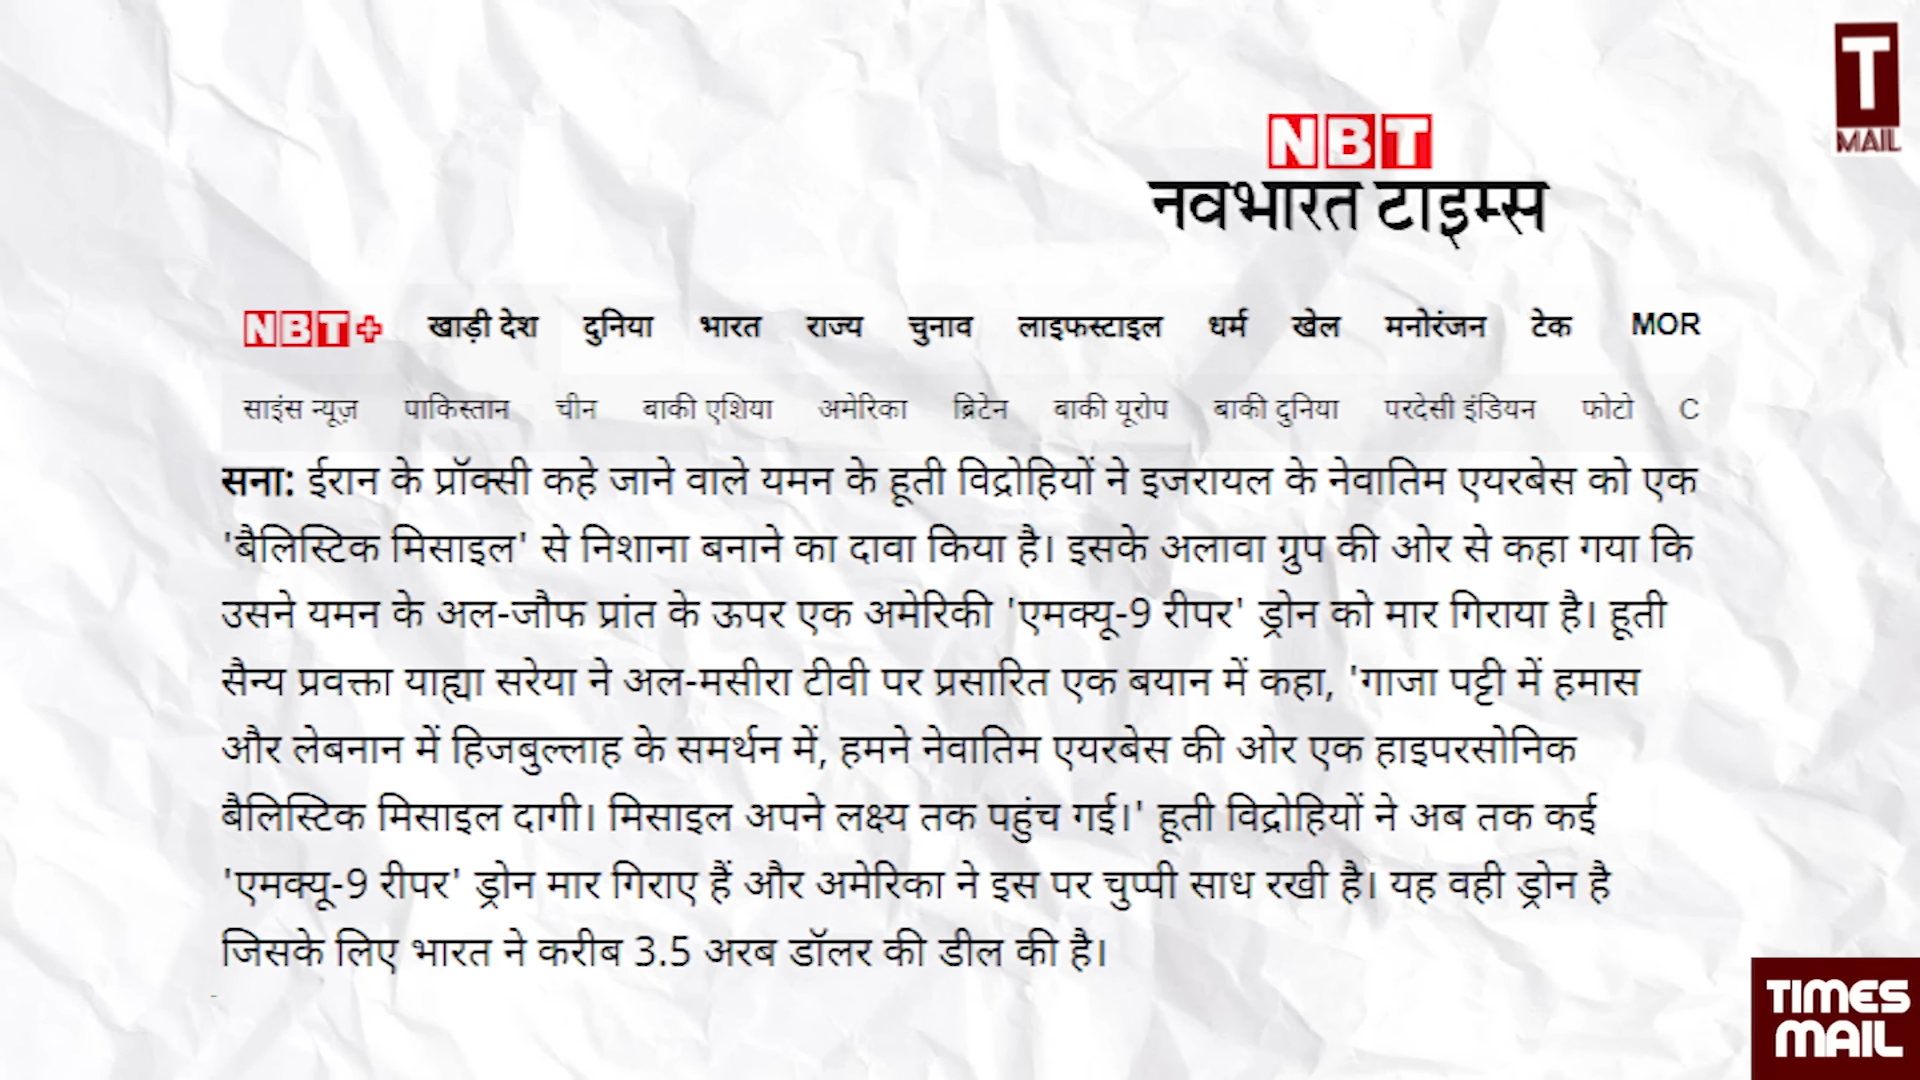 T
MAIL
NBT
नवभारत टाइम्स
NBT+ खाड़ी देश दुनिया भारत राज्य चुनाव लाइफस्टाइल धर्म खेल मनोरंजन टेक MOR
साइंस न्यूज़ पाकिस्तान चीन बाकी एशिया अमेरिका ब्रिटेन बाकी यूरोप बाकी दुनिया परदेसी इंडियन फोटो C
सना: ईरान के प्रॉक्सी कहे जाने वाले यमन के हूती विद्रोहियों ने इजरायल के नेवातिम एयरबेस को एक
'बैलिस्टिक मिसाइल' से निशाना बनाने का दावा किया है। इसके अलावा ग्रुप की ओर से कहा गया कि
उसने यमन के अल-जौफ प्रांत के ऊपर एक अमेरिकी 'एमक्यू-9 रीपर' ड्रोन को मार गिराया है। हूती
सैन्य प्रवक्ता याह्या सरेया ने अल-मसीरा टीवी पर प्रसारित एक बयान में कहा, 'गाजा पट्टी में हमास
और लेबनान में हिजबुल्लाह के समर्थन में, हमने नेवातिम एयरबेस की ओर एक हाइपरसोनिक
बैलिस्टिक मिसाइल दागी। मिसाइल अपने लक्ष्य तक पहुंच गई।' हूती विद्रोहियों ने अब तक कई
'एमक्यू-9 रीपर' ड्रोन मार गिराए हैं और अमेरिका ने इस पर चुप्पी साध रखी है। यह वही ड्रोन है
जिसके लिए भारत ने करीब 3.5 अरब डॉलर की डील की है।
TIMES
MAIL